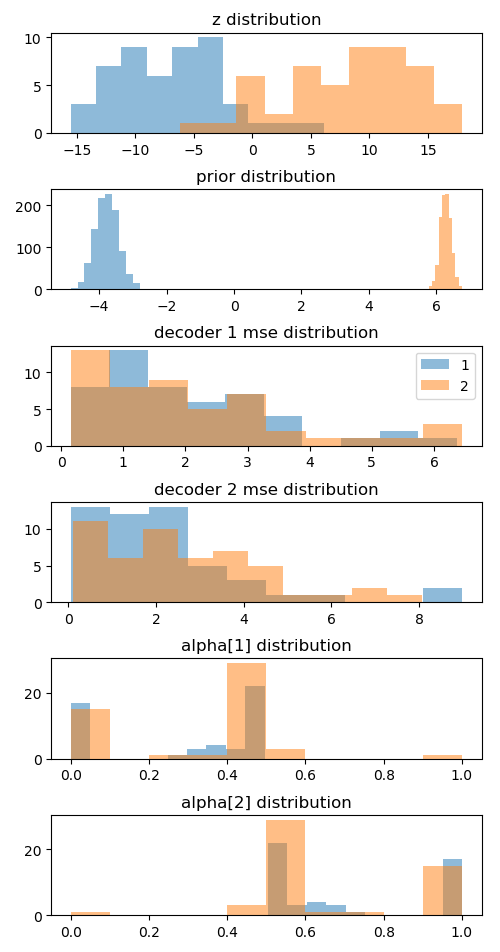 z distribution
10
5
0
−15 −10 −5 0 5 10 15
prior distribution
200
100
0
−4 −2 0 2 4 6
decoder 1 mse distribution
1
2
10
5
0
0 1 2 3 4 5 6
decoder 2 mse distribution
10
5
0
0 2 4 6 8
alpha[1] distribution
20
0
0.0 0.2 0.4 0.6 0.8 1.0
alpha[2] distribution
20
0
0.0 0.2 0.4 0.6 0.8 1.0